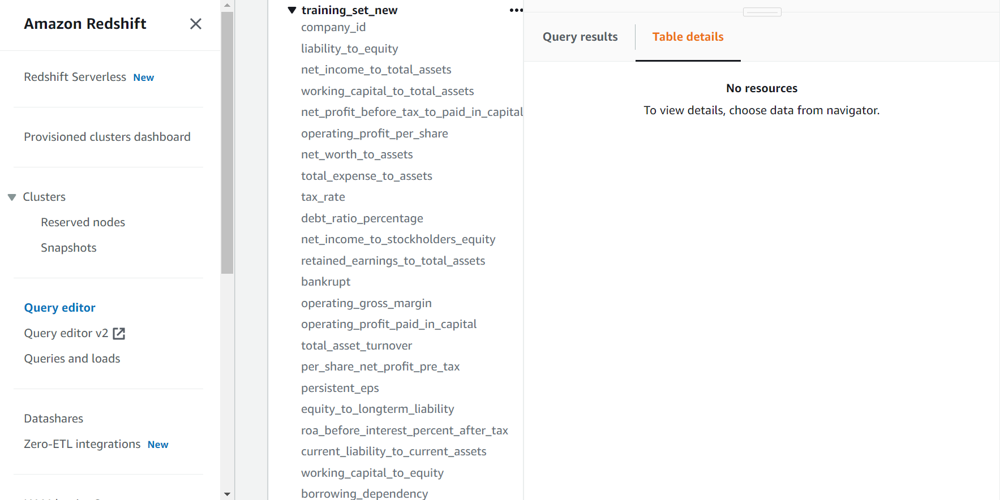 Amazon Redshift
Redshift Serverless New
Provisioned clusters dashboard
Clusters
Reserved nodes
Snapshots
Query editor
Query editor v2
Queries and loads
Datashares
Zero-ETL integrations New
training_set_new
company_id
liability_to_equity
net_income_to_total_assets
working_capital_to_total_assets
net_profit_before_tax_to_paid_in_capital
operating_profit_per_share
net_worth_to_assets
total_expense_to_assets
tax_rate
debt_ratio_percentage
net_income_to_stockholders_equity
retained_earnings_to_total_assets
bankrupt
operating_gross_margin
operating_profit_paid_in_capital
total_asset_turnover
per_share_net_profit_pre_tax
persistent_eps
equity_to_longterm_liability
roa_before_interest_percent_after_tax
current_liability_to_current_assets
working_capital_to_equity
borrowing_dependency
Query results
Table details
No resources
To view details, choose data from navigator.